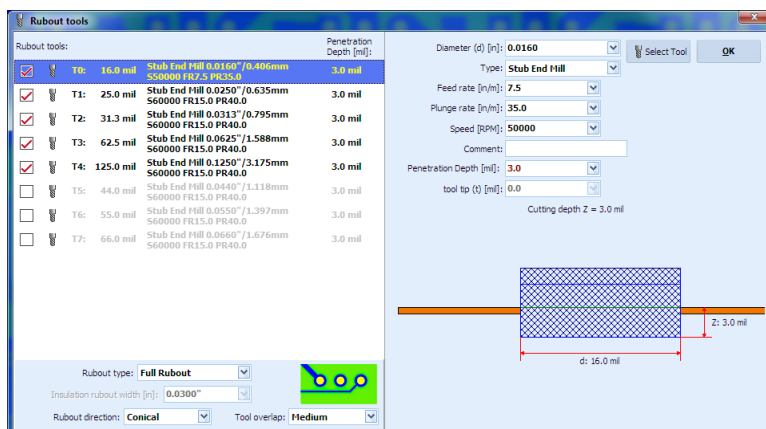 Rubout tools
Rubout tools:
Penetration
Depth [mil]:
T0: 16.0 mil Stub End Mill 0.0160"/0.406mm 3.0 mil
S50000 FR7.5 PR35.0
T1: 25.0 mil Stub End Mill 0.0250"/0.635mm 3.0 mil
S60000 FR15.0 PR40.0
T2: 31.3 mil Stub End Mill 0.0313"/0.795mm 3.0 mil
S60000 FR15.0 PR40.0
T3: 62.5 mil Stub End Mill 0.0625"/1.588mm 3.0 mil
S60000 FR15.0 PR40.0
T4: 125.0 mil Stub End Mill 0.1250"/3.175mm 3.0 mil
S60000 FR15.0 PR40.0
T5: 44.0 mil Stub End Mill 0.0440"/1.118mm 3.0 mil
S60000 FR15.0 PR40.0
T6: 55.0 mil Stub End Mill 0.0550"/1.397mm 3.0 mil
S60000 FR15.0 PR40.0
T7: 66.0 mil Stub End Mill 0.0660"/1.676mm 3.0 mil
S60000 FR15.0 PR40.0
Rubout type: Full Rubout
Insulation rubout width [in]: 0.0300"
Rubout direction: Conical Tool overlap: Medium
Diameter (d) [in]: 0.0160 Select Tool OK
Type: Stub End Mill
Feed rate [in/m]: 7.5
Plunge rate [in/m]: 35.0
Speed [RPM]: 50000
Comment:
Penetration Depth [mil]: 3.0
tool tip (t) [mil]: 0.0
Cutting depth Z = 3.0 mil
Z: 3.0 mil
d: 16.0 mil